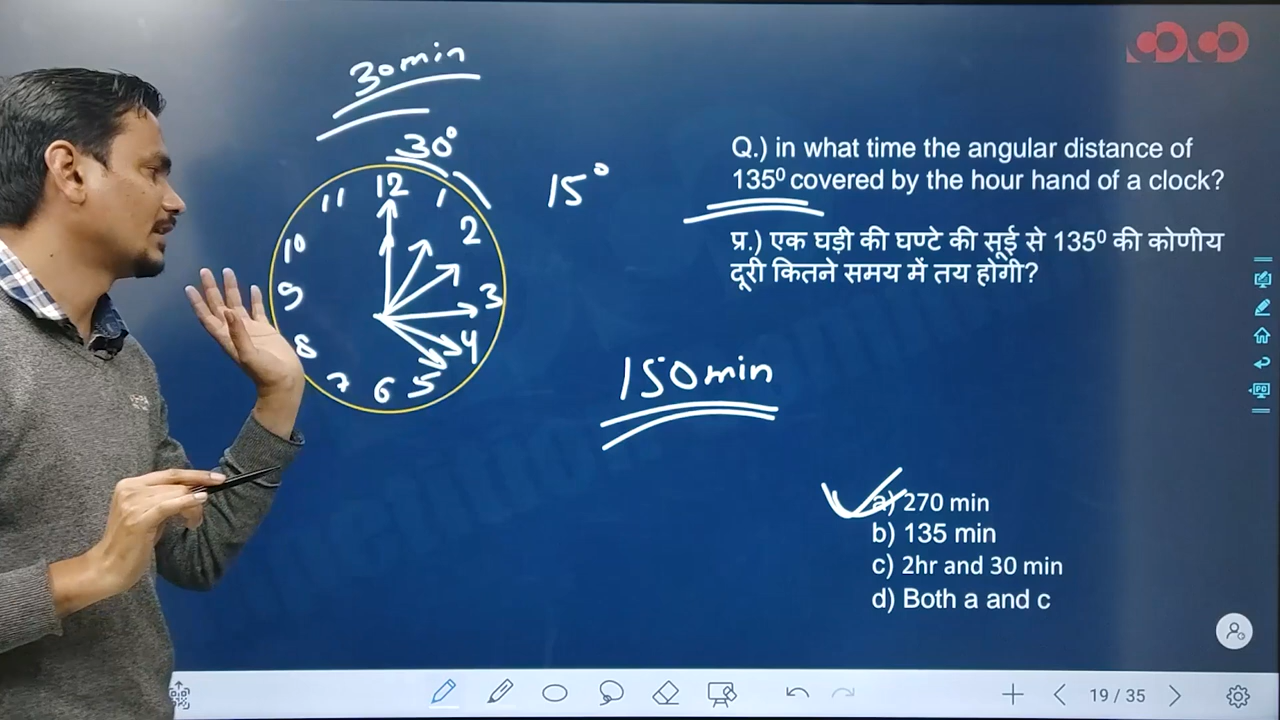 30min
30°
12
1
11
2
10
15°
3
9
4
8
5
7
6
150min
Q.) in what time the angular distance of
135⁰ covered by the hour hand of a clock?
प्र.) एक घड़ी की घण्टे की सूई से 135⁰ की कोणीय
दूरी कितने समय में तय होगी?
a) 270 min
b) 135 min
c) 2hr and 30 min
d) Both a and c
19 / 35